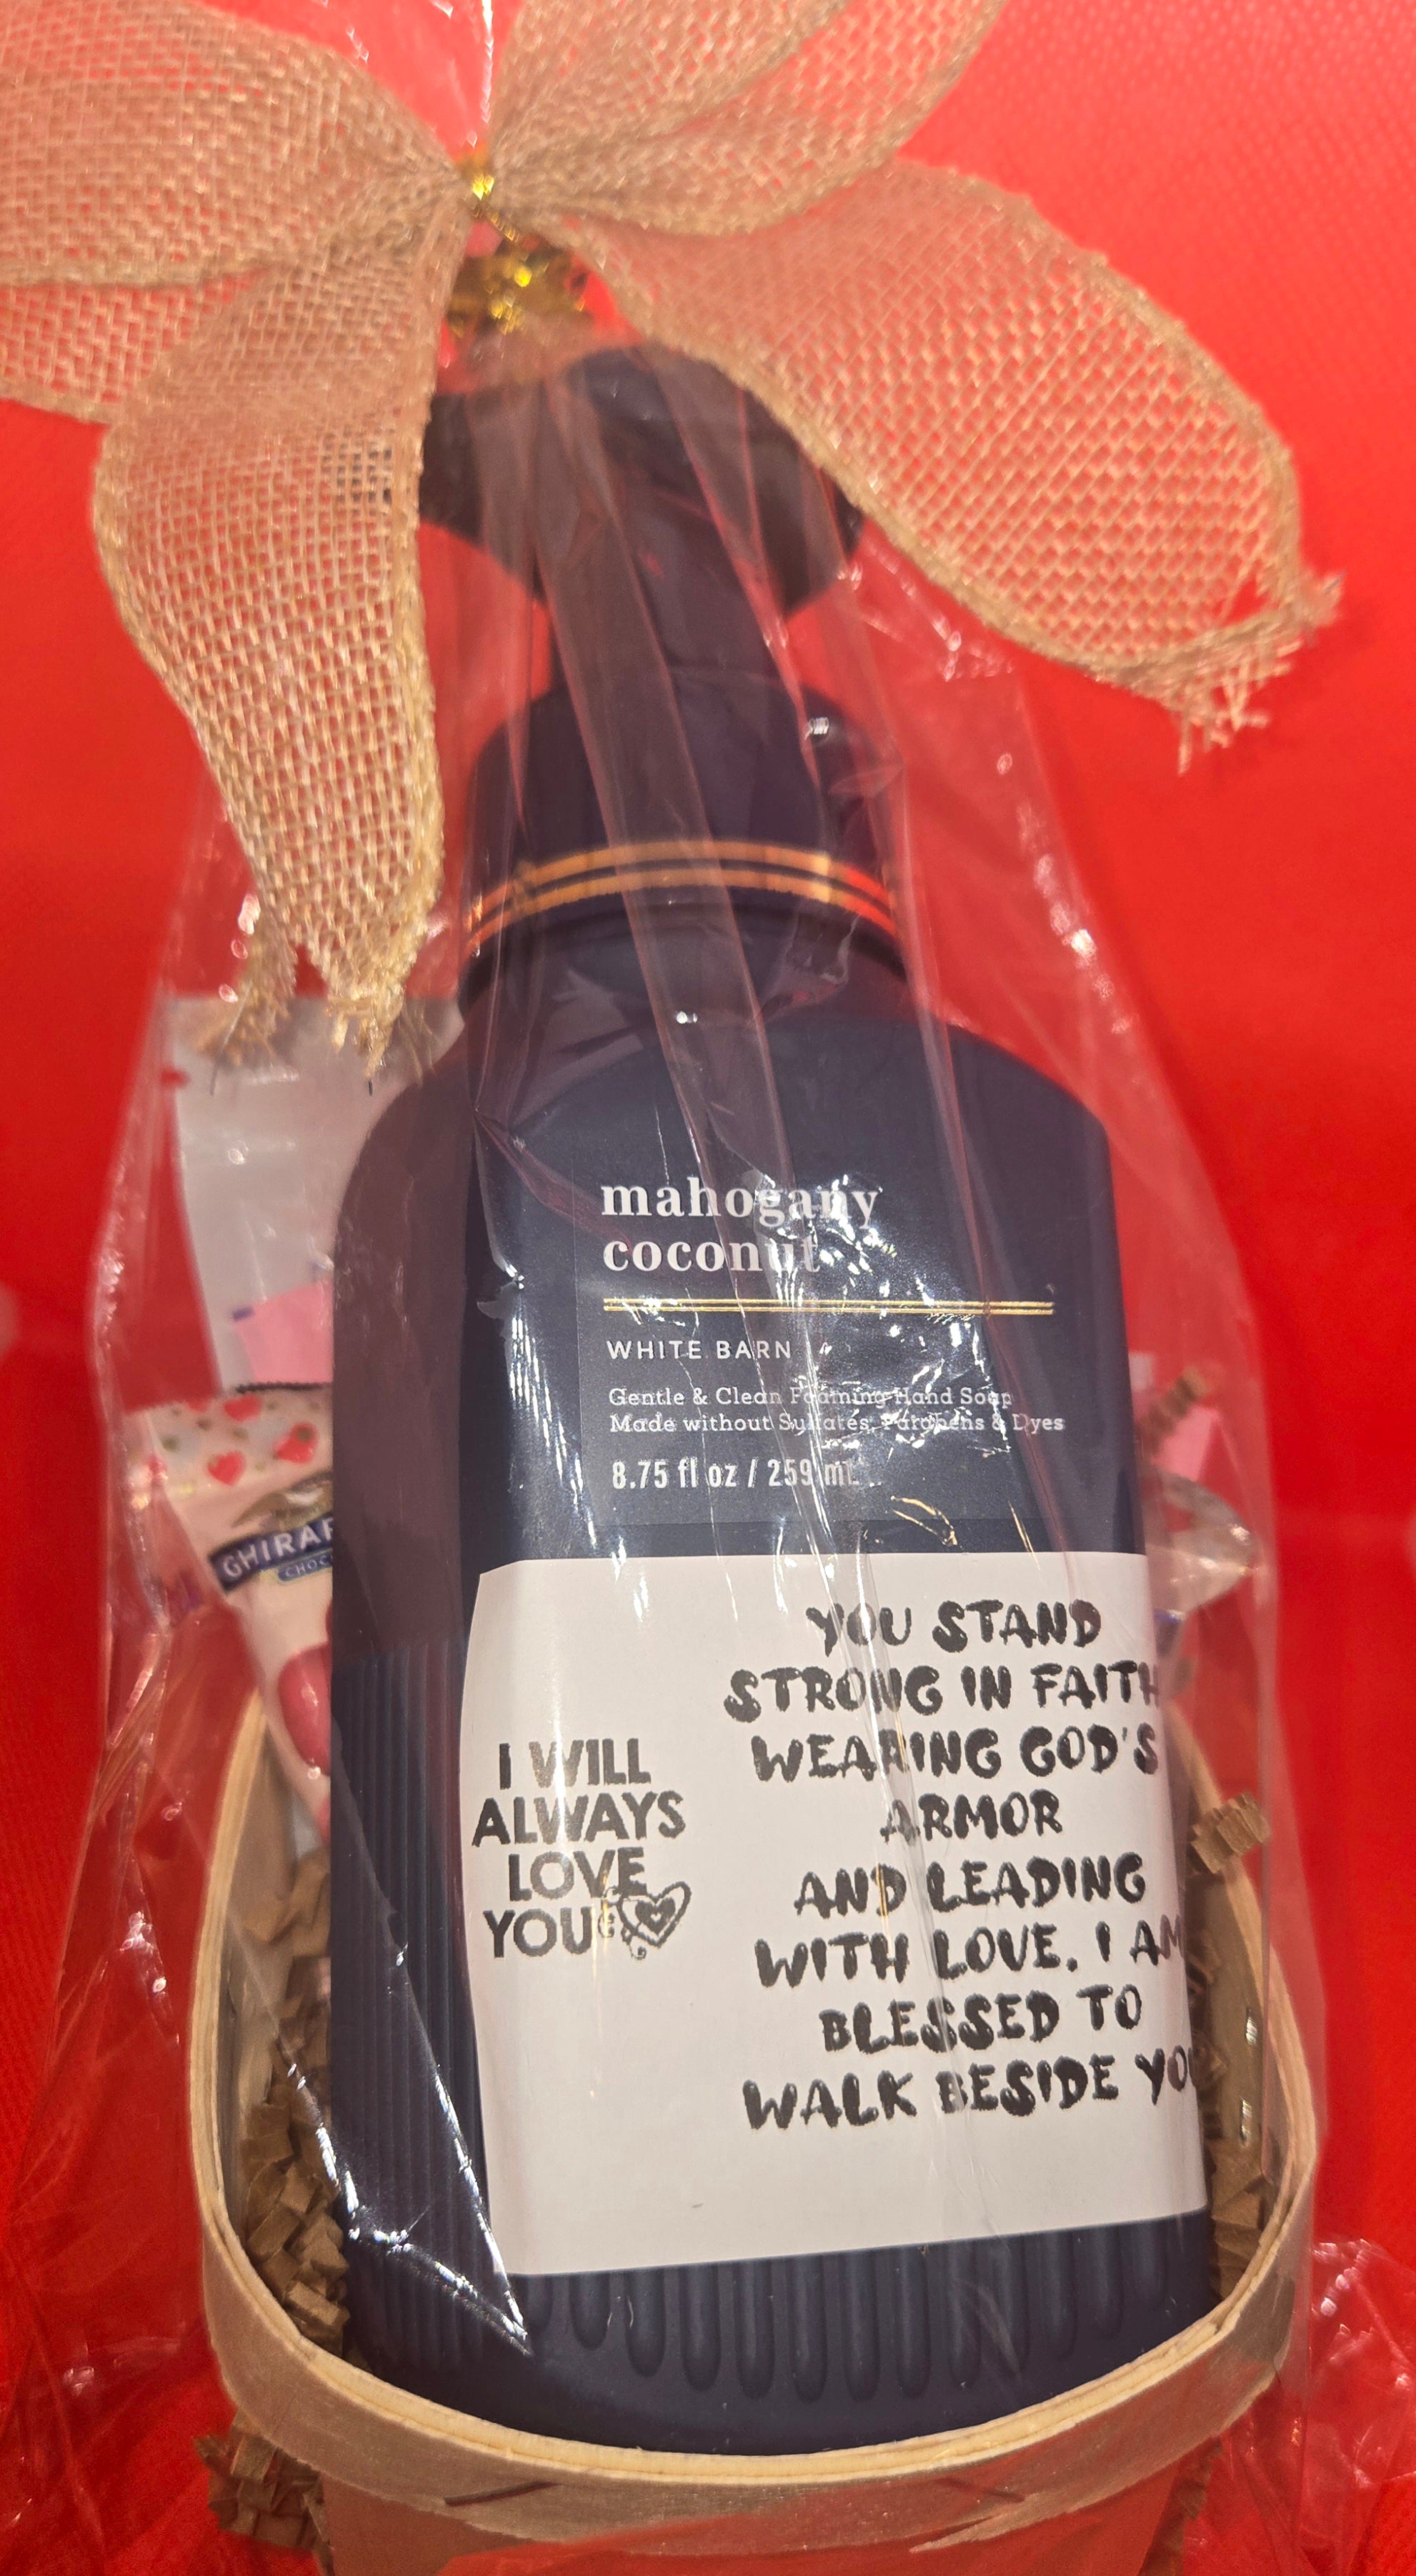 mahogany
coconut
WHITE BARN
Gentle & Clean Foaming Hand Soap
Made without Sulfates, Parabens & Dyes
8.75 fl oz / 259 mL
GHIRAR
CHOC
I WILL
ALWAYS
LOVE
YOU
YOU STAND
STRONG IN FAITH
WEARING GOD'S
ARMOR
AND LEADING
WITH LOVE. I AM
BLESSED TO
WALK BESIDE YOU